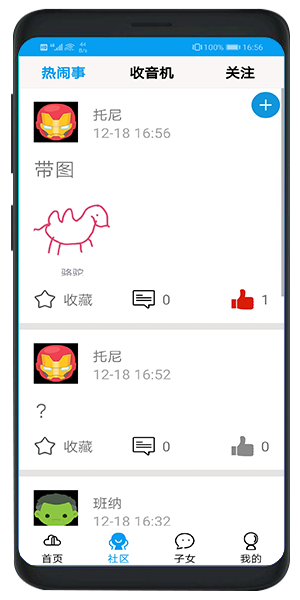 100% 16:56
热闹事 收音机 关注
托尼
12-18 16:56
带图
骆驼
收藏 0 1
托尼
12-18 16:52
?
收藏 0 0
班纳
12-18 16:32
首页 社区 子女 我的